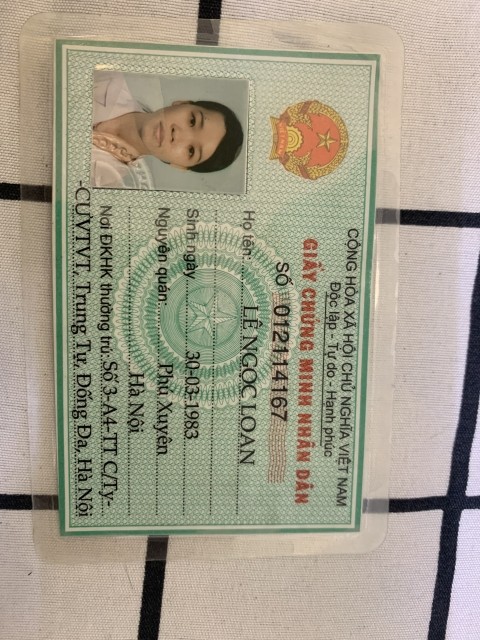 CỘNG HÒA XÃ HỘI CHỦ NGHĨA VIỆT NAM
Độc lập - Tự do - Hạnh phúc
GIẤY CHỨNG MINH NHÂN DÂN
SỐ 012114167
Họ tên: LÊ NGỌC LOAN
Sinh ngày 30-03-1983
Nguyên quán: Phú Xuyên
Hà Nội
Nơi ĐKHK thường trú: Số 3-A4-TT C/Ty-
-CƯVTVT, Trung Tự, Đống Đa, Hà Nội